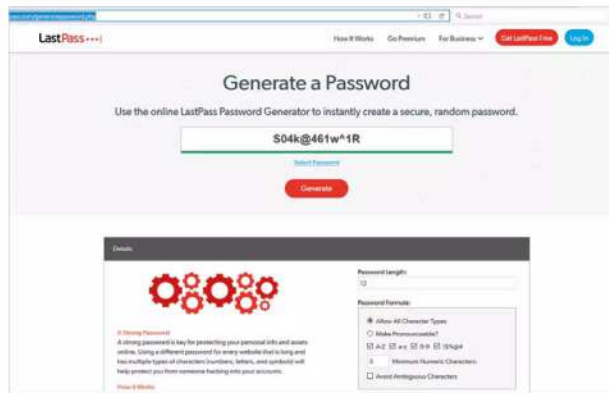 Search
LastPass
How It Works Go Premium For Business Get LastPass Free Log In
Generate a Password
Use the online LastPass Password Generator to instantly create a secure, random password.
S04k@461w^1R
Select Password
Generate
Details
Password Length:
12
Password Formula:
Allow All Character Types
Make Pronounceable?
A-Z a-z 0-9 !$%@#
Minimum Numeric Characters:
Avoid Ambiguous Characters
A Strong Password
A strong password is key for protecting your personal info and assets
online. Using a different password for every website that is long and
has multiple types of characters (numbers, letters, and symbols) will
help protect you from someone hacking into your accounts.
How it Works